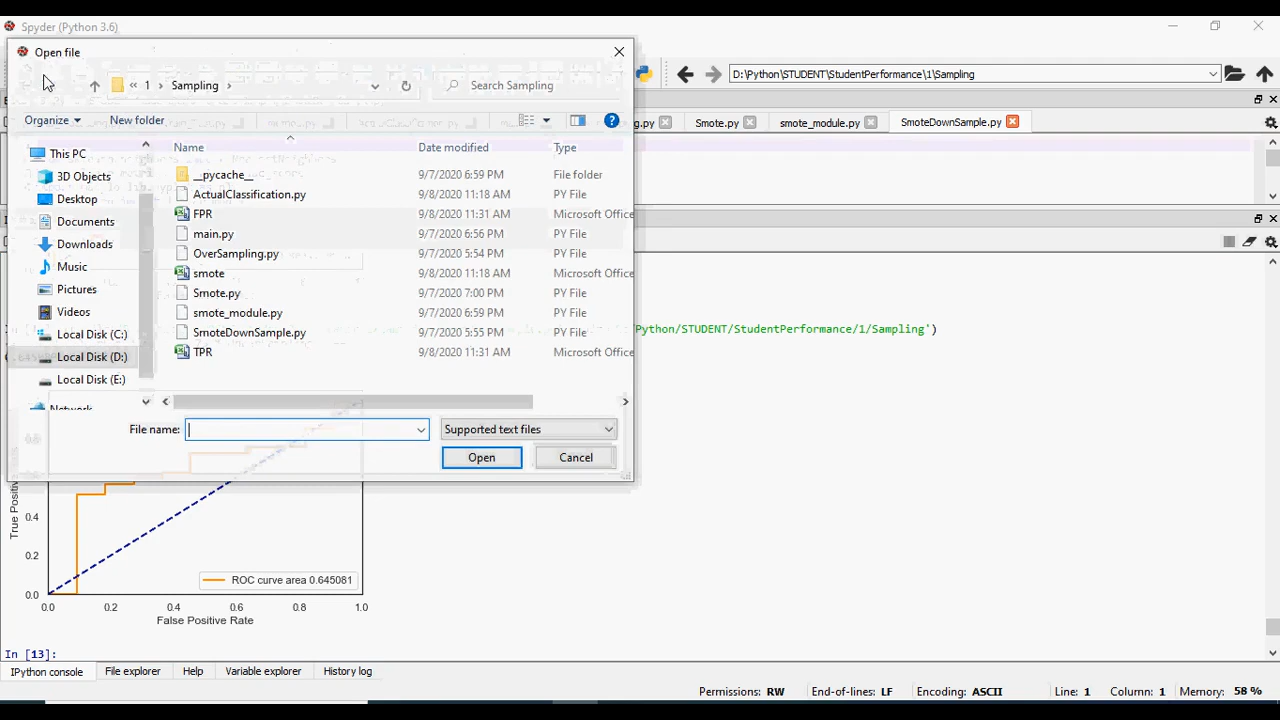 Spyder (Python 3.6)
Open file
D:\Python\STUDENT\StudentPerformance\1\Sampling
« 1 › Sampling ›
Search Sampling
Organize
New folder
Smote.py
smote_module.py
SmoteDownSample.py
Name Date modified Type
This PC
3D Objects
Desktop
Documents
Downloads
Music
Pictures
Videos
Local Disk (C:)
Local Disk (D:)
Local Disk (E:)
Network
__pycache__ 9/7/2020 6:59 PM File folder
ActualClassification.py 9/8/2020 11:18 AM PY File
FPR 9/8/2020 11:31 AM Microsoft Office
main.py 9/7/2020 6:56 PM PY File
OverSampling.py 9/7/2020 5:54 PM PY File
smote 9/8/2020 11:18 AM Microsoft Office
Smote.py 9/7/2020 7:00 PM PY File
smote_module.py 9/7/2020 6:59 PM PY File
SmoteDownSample.py 9/7/2020 5:55 PM PY File
TPR 9/8/2020 11:31 AM Microsoft Office
Python/STUDENT/StudentPerformance/1/Sampling')
File name:
Supported text files
Open
Cancel
True Positive
0.4
0.2
0.0
ROC curve area 0.645081
0.0 0.2 0.4 0.6 0.8 1.0
False Positive Rate
In [13]:
IPython console
File explorer
Help
Variable explorer
History log
Permissions: RW
End-of-lines: LF
Encoding: ASCII
Line: 1
Column: 1
Memory: 58 %